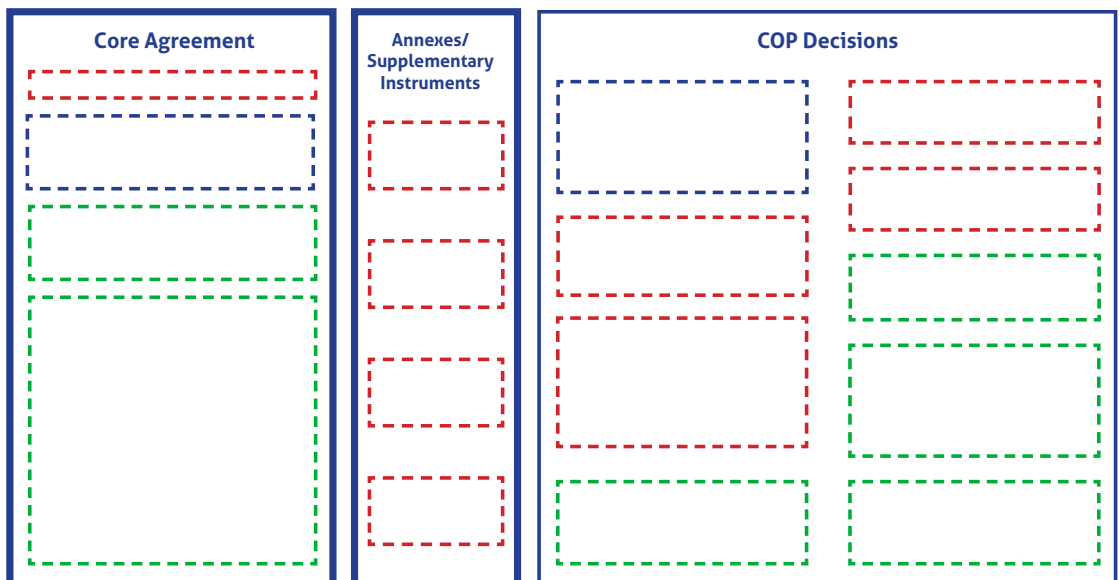 Core Agreement
Annexes/
Supplementary
Instruments
COP Decisions